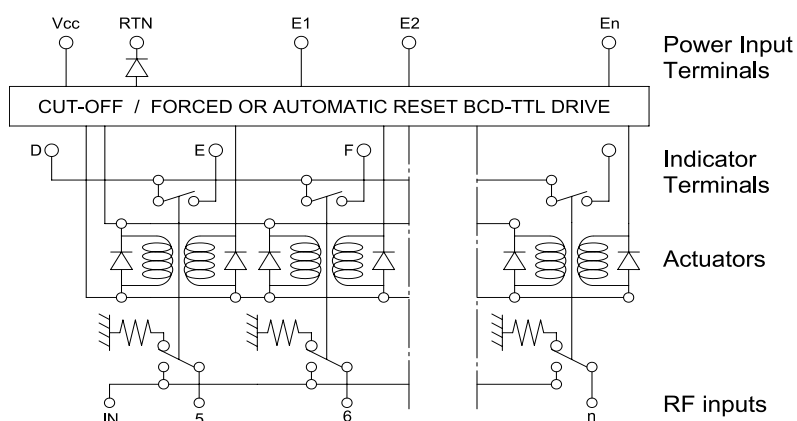 Vcc RTN E1 E2 En
Power Input
Terminals
CUT-OFF / FORCED OR AUTOMATIC RESET BCD-TTL DRIVE
D E F
Indicator
Terminals
Actuators
IN 5 6 n
RF inputs